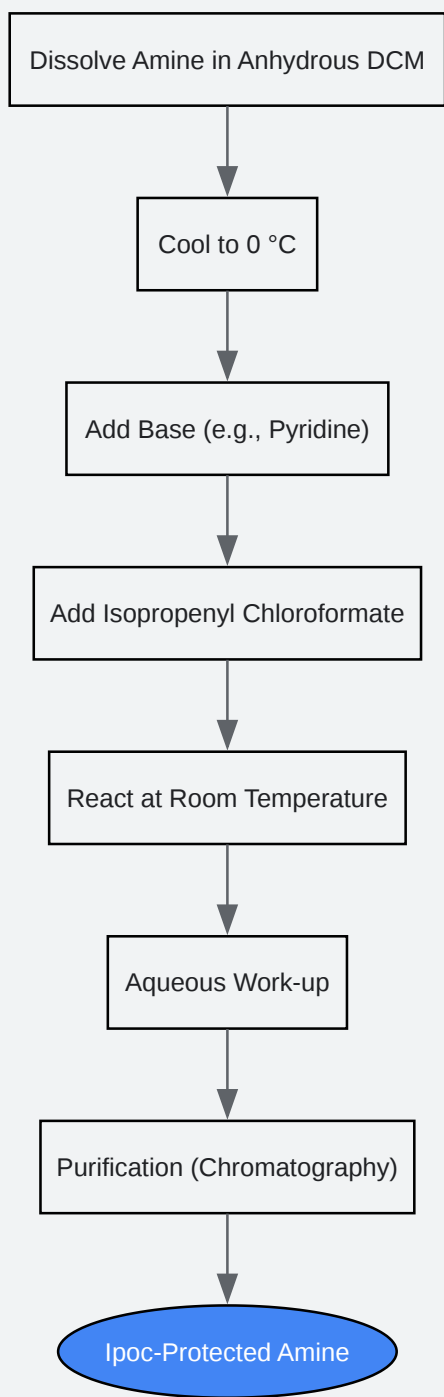 Dissolve Amine in Anhydrous DCM
Cool to 0 °C
Add Base (e.g., Pyridine)
Add Isopropenyl Chloroformate
React at Room Temperature
Aqueous Work-up
Purification (Chromatography)
Ipoc-Protected Amine